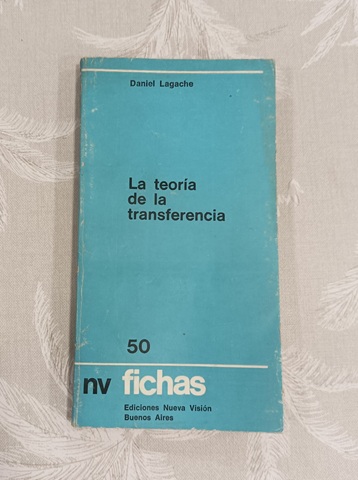 Daniel Lagache
La teoría
de la
transferencia
50
nv fichas
Ediciones Nueva Visión
Buenos Aires